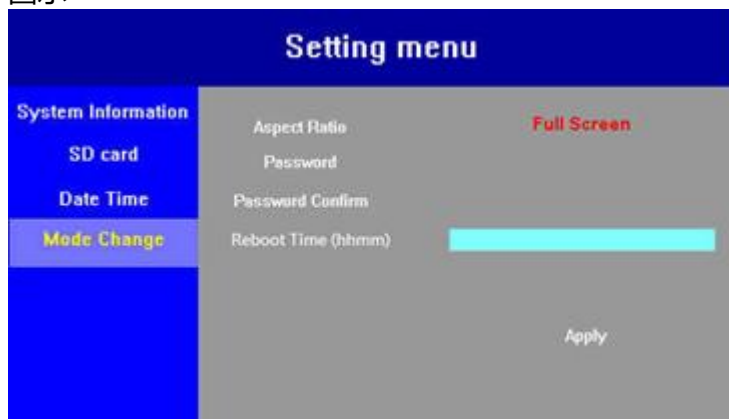 Setting menu
System Information
SD card
Date Time
Mode Change
Aspect Ratio
Full Screen
Password
Password Confirm
Reboot Time (hhmm)
Apply